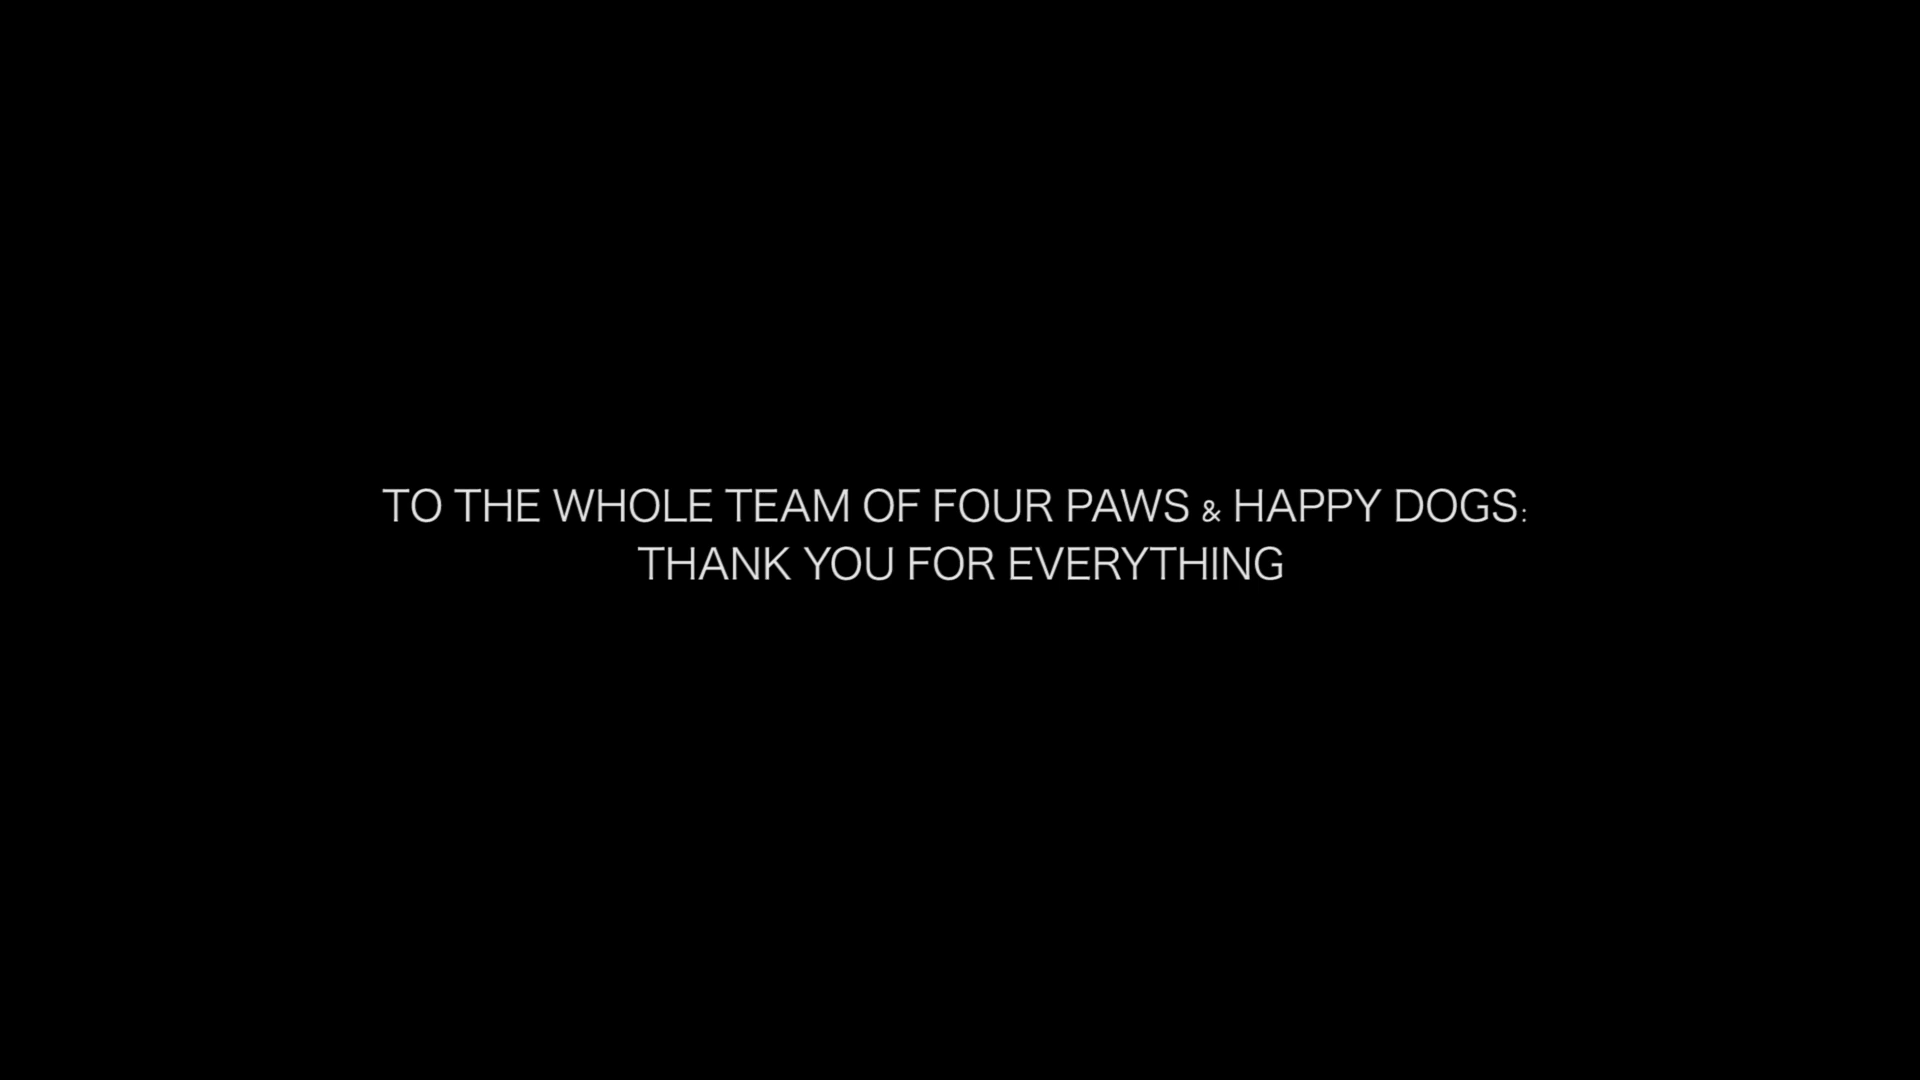 TO THE WHOLE TEAM OF FOUR PAWS & HAPPY DOGS:
THANK YOU FOR EVERYTHING